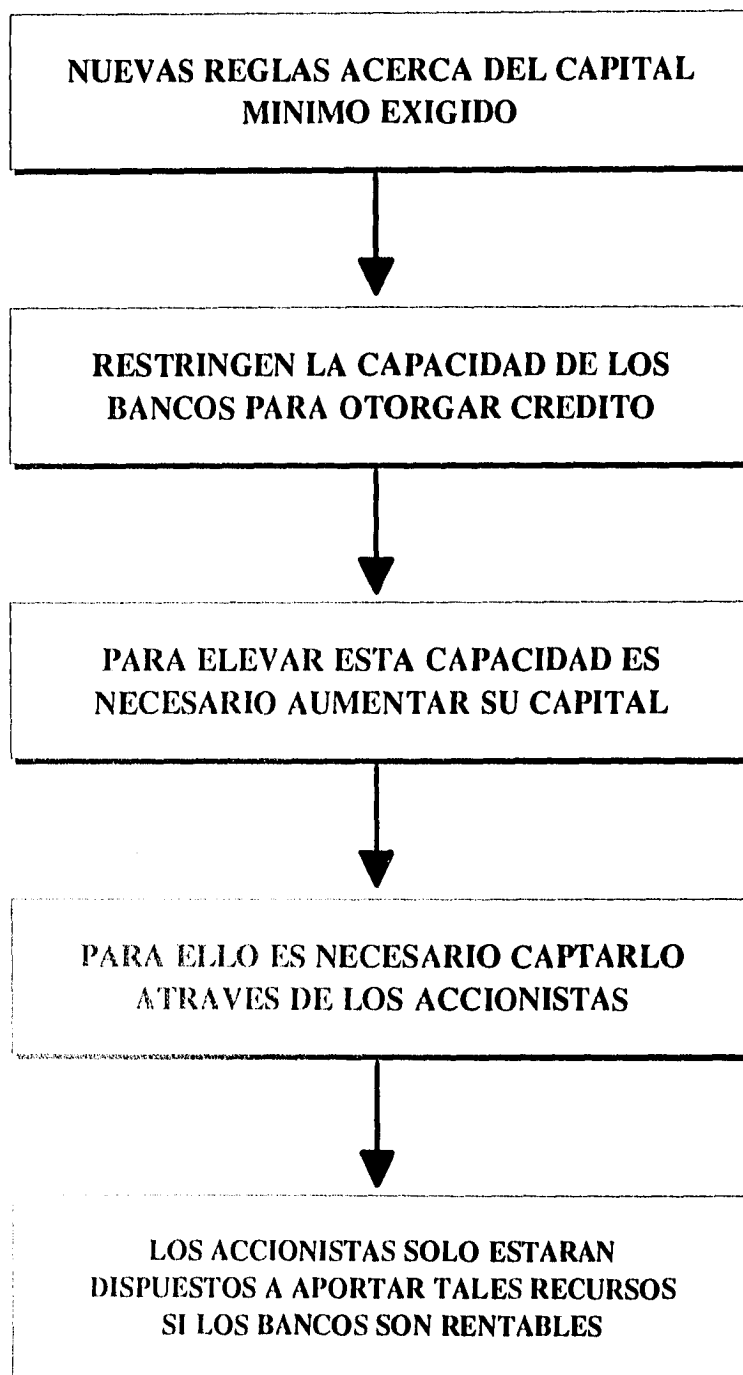 NUEVAS REGLAS ACERCA DEL CAPITAL
MINIMO EXIGIDO
RESTRINGEN LA CAPACIDAD DE LOS
BANCOS PARA OTORGAR CREDITO
PARA ELEVAR ESTA CAPACIDAD ES
NECESARIO AUMENTAR SU CAPITAL
PARA ELLO ES NECESARIO CAPTARLO
ATRAVES DE LOS ACCIONISTAS
LOS ACCIONISTAS SOLO ESTARAN
DISPUESTOS A APORTAR TALES RECURSOS
SI LOS BANCOS SON RENTABLES